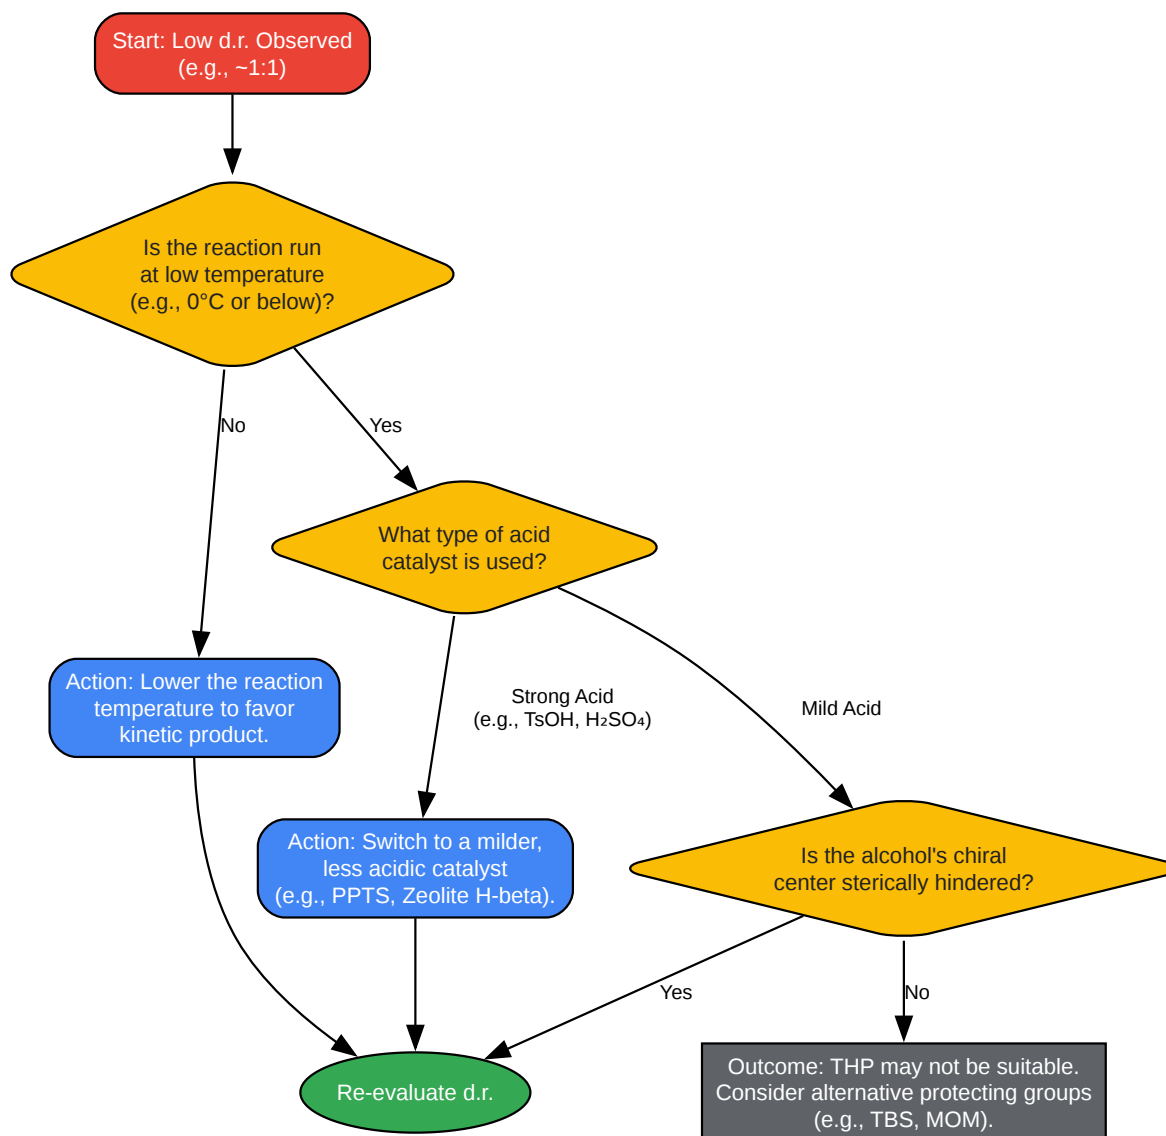 Start: Low d.r. Observed
(e.g., ~1:1)
Is the reaction run
at low temperature
(e.g., 0°C or below)?
No
Yes
What type of acid
catalyst is used?
Action: Lower the reaction
temperature to favor
kinetic product.
Strong Acid
(e.g., TsOH, H₂SO₄)
Mild Acid
Action: Switch to a milder,
less acidic catalyst
(e.g., PPTS, Zeolite H-beta).
Is the alcohol's chiral
center sterically hindered?
Yes
No
Re-evaluate d.r.
Outcome: THP may not be suitable.
Consider alternative protecting groups
(e.g., TBS, MOM).